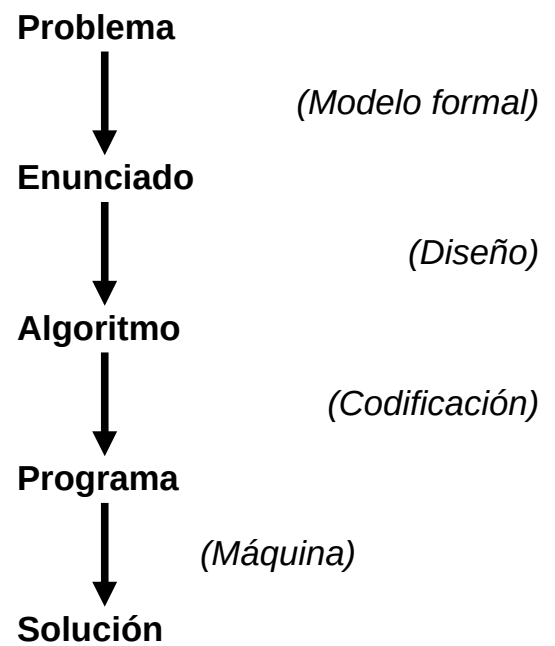 Problema
(Modelo formal)
Enunciado
(Diseño)
Algoritmo
(Codificación)
Programa
(Máquina)
Solución